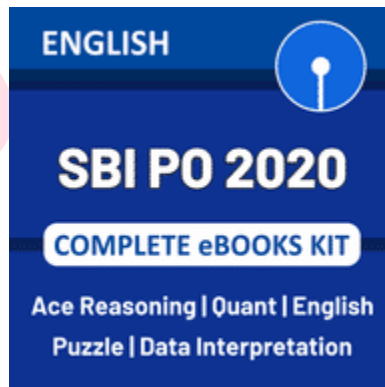 ENGLISH
SBI PO 2020
COMPLETE eBOOKS KIT
Ace Reasoning | Quant | English
Puzzle | Data Interpretation